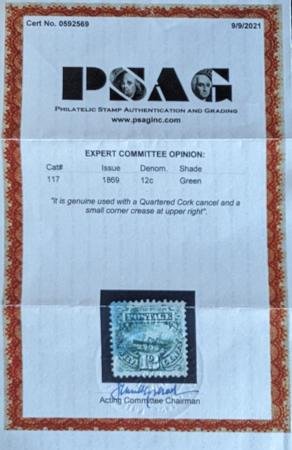 Cert No. 0592569
9/9/2021
PSAG
PHILATELIC STAMP AUTHENTICATION AND GRADING
www.psaginc.com
EXPERT COMMITTEE OPINION:
Cat# Issue Denom. Shade
117 1869 12c Green
"it is genuine used with a Quartered Cork cancel and a
small corner crease at upper right".
12
Acting Committee Chairman